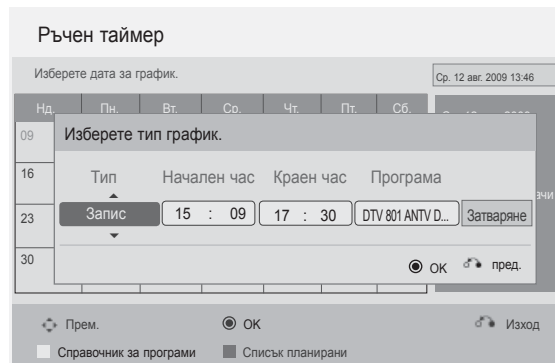 Ръчен таймер
Изберете дата за график.
Ср. 12 авг. 2009 13:46
Нд. Пн. Вт. Ср. Чт. Пт. Сб.
09
Изберете тип график.
16
Тип Начален час Краен час Програма
Запис 15 : 09 17 : 30 DTV 801 ANTV D... Затваряне
23
30
OK пред.
Прем. OK Изход
Справочник за програми Списък планирани